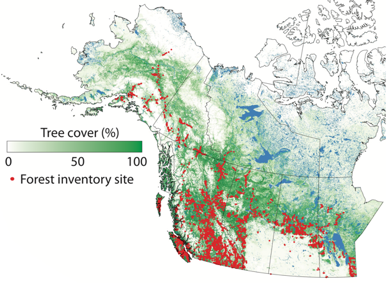 Tree cover (%)
0 50 100
Forest inventory site